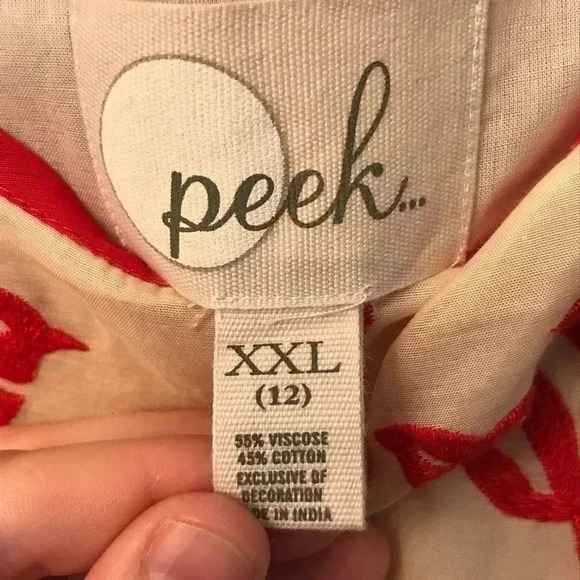 peek...
XXL
(12)
55% VISCOSE
45% COTTON
EXCLUSIVE OF
DECORATION
IN INDIA